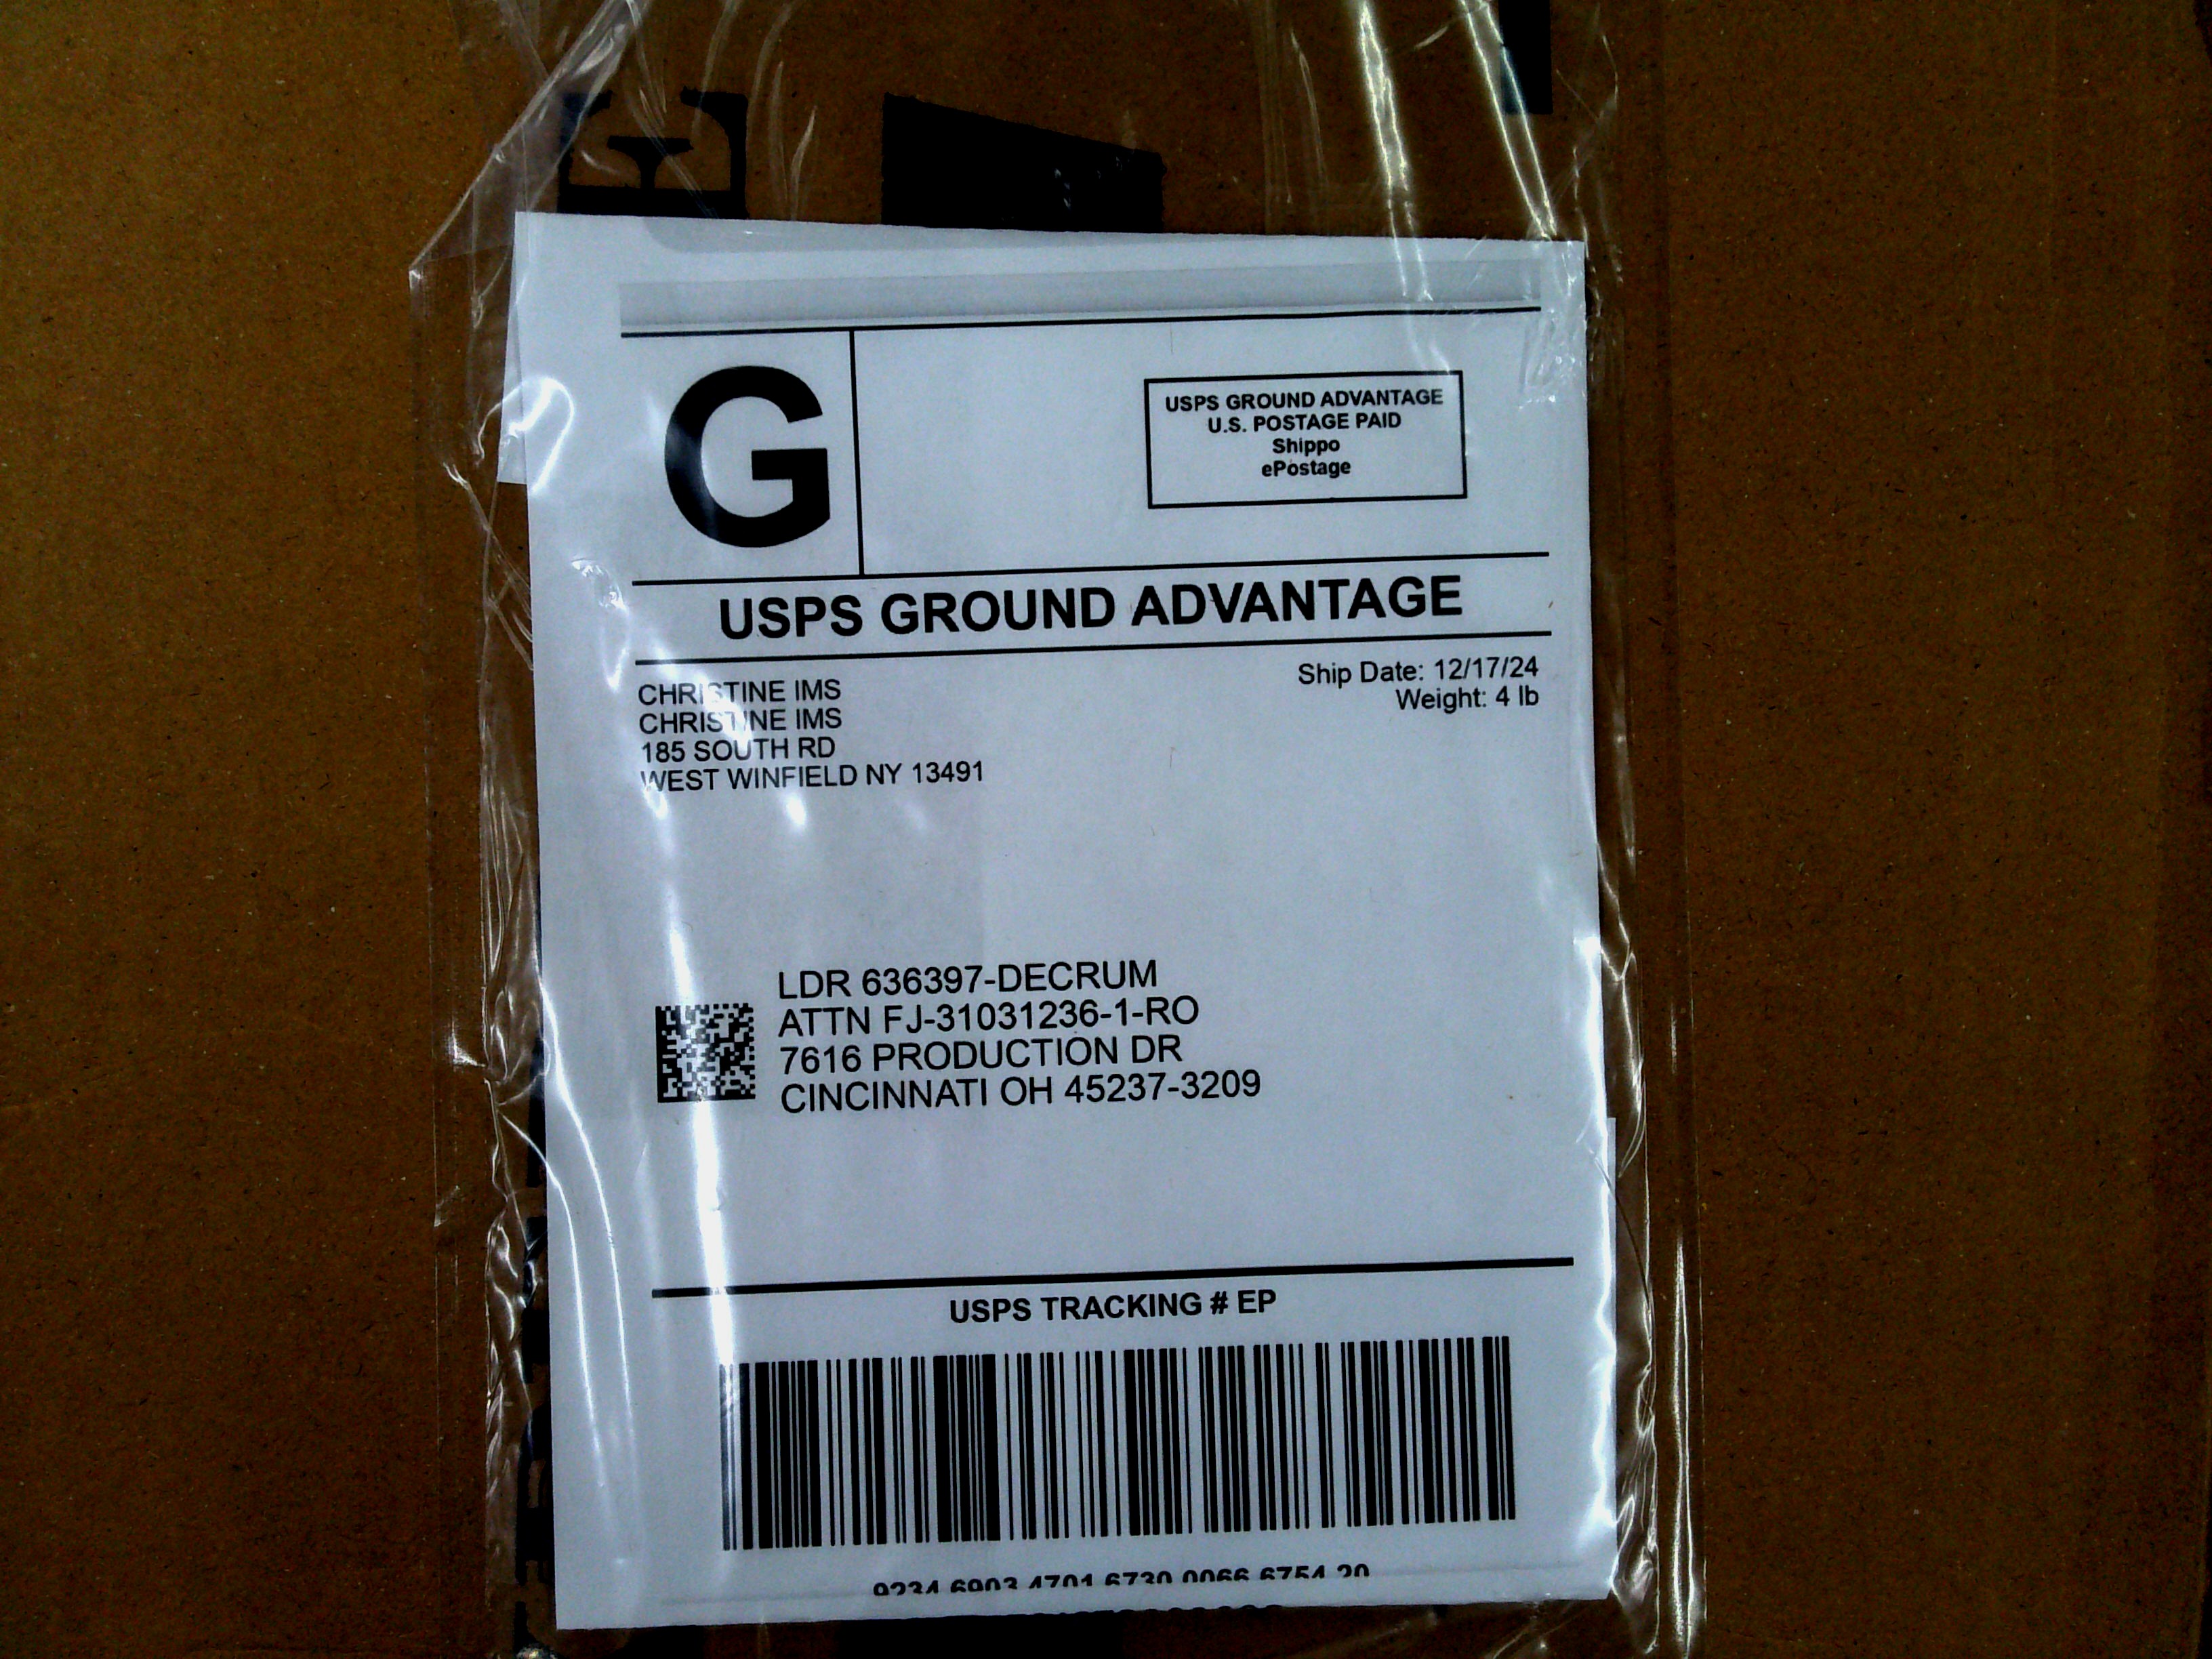 G
USPS GROUND ADVANTAGE
U.S. POSTAGE PAID
Shippo
ePostage
USPS GROUND ADVANTAGE
Ship Date: 12/17/24
Weight: 4 lb
CHRISTINE IMS
CHRISTINE IMS
185 SOUTH RD
WEST WINFIELD NY 13491
LDR 636397-DECRUM
ATTN FJ-31031236-1-RO
7616 PRODUCTION DR
CINCINNATI OH 45237-3209
USPS TRACKING # EP
9234 6903 4701 6730 0066 6754 20